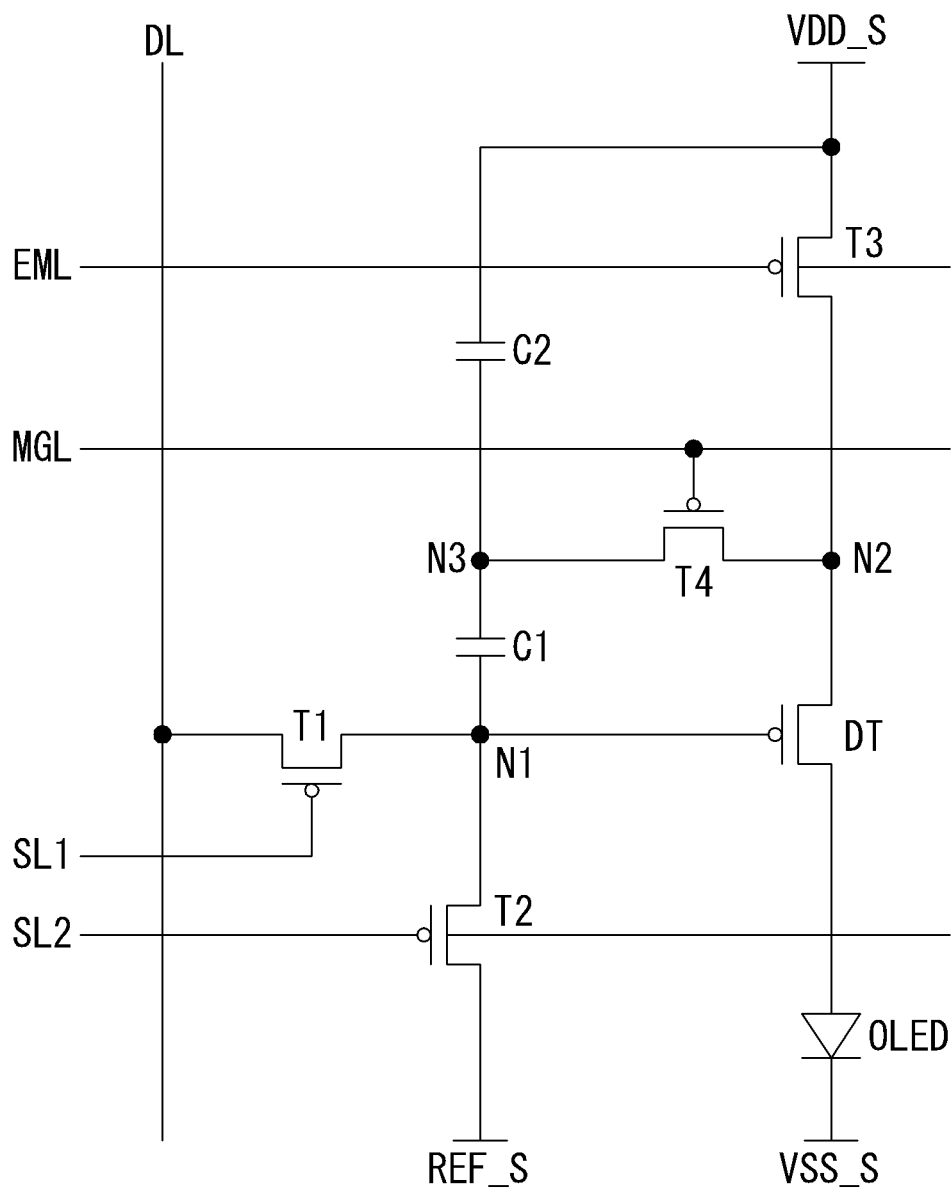 DL
VDD_S
T3
EML
C2
MGL
N3
T4
N2
C1
T1
N1
DT
SL1
T2
SL2
OLED
REF_S
VSS_S